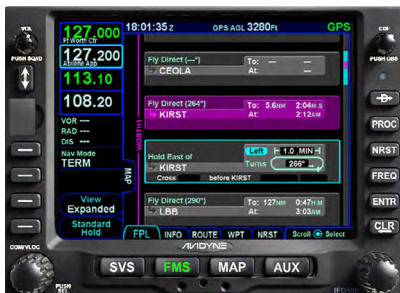 VOL
PUSH SQUO
127.000
Ft Worth Ctr
127.200
Abilene App
113.10
108.20
VOR ---
RAD ---
DIS ---
Nav Mode
TERM
View
Expanded
Standard
Hold
18:01:35 Z
GPS AGL 3280FT
GPS
Fly Direct (---°)
CEOLA
To: --- ---
At: ---
Fly Direct (264°)
KIRST
To: 5.6NM 2:04M:S
At: 2:12AM
WORTH1
MAP
Hold East of
KIRST
Left
1.0 MIN
Turns
266°
Cross
before KIRST
Fly Direct (290°)
LBB
To: 127NM 0:47H:M
At: 3:03AM
FPL
INFO
ROUTE
WPT
NRST
Scroll
Select
CDI
PUSH OBS
D
PROC
NRST
FREQ
ENTR
CLR
COM/VLOC
PUSH
SEL
AVIDYNE
SVS
FMS
MAP
AUX